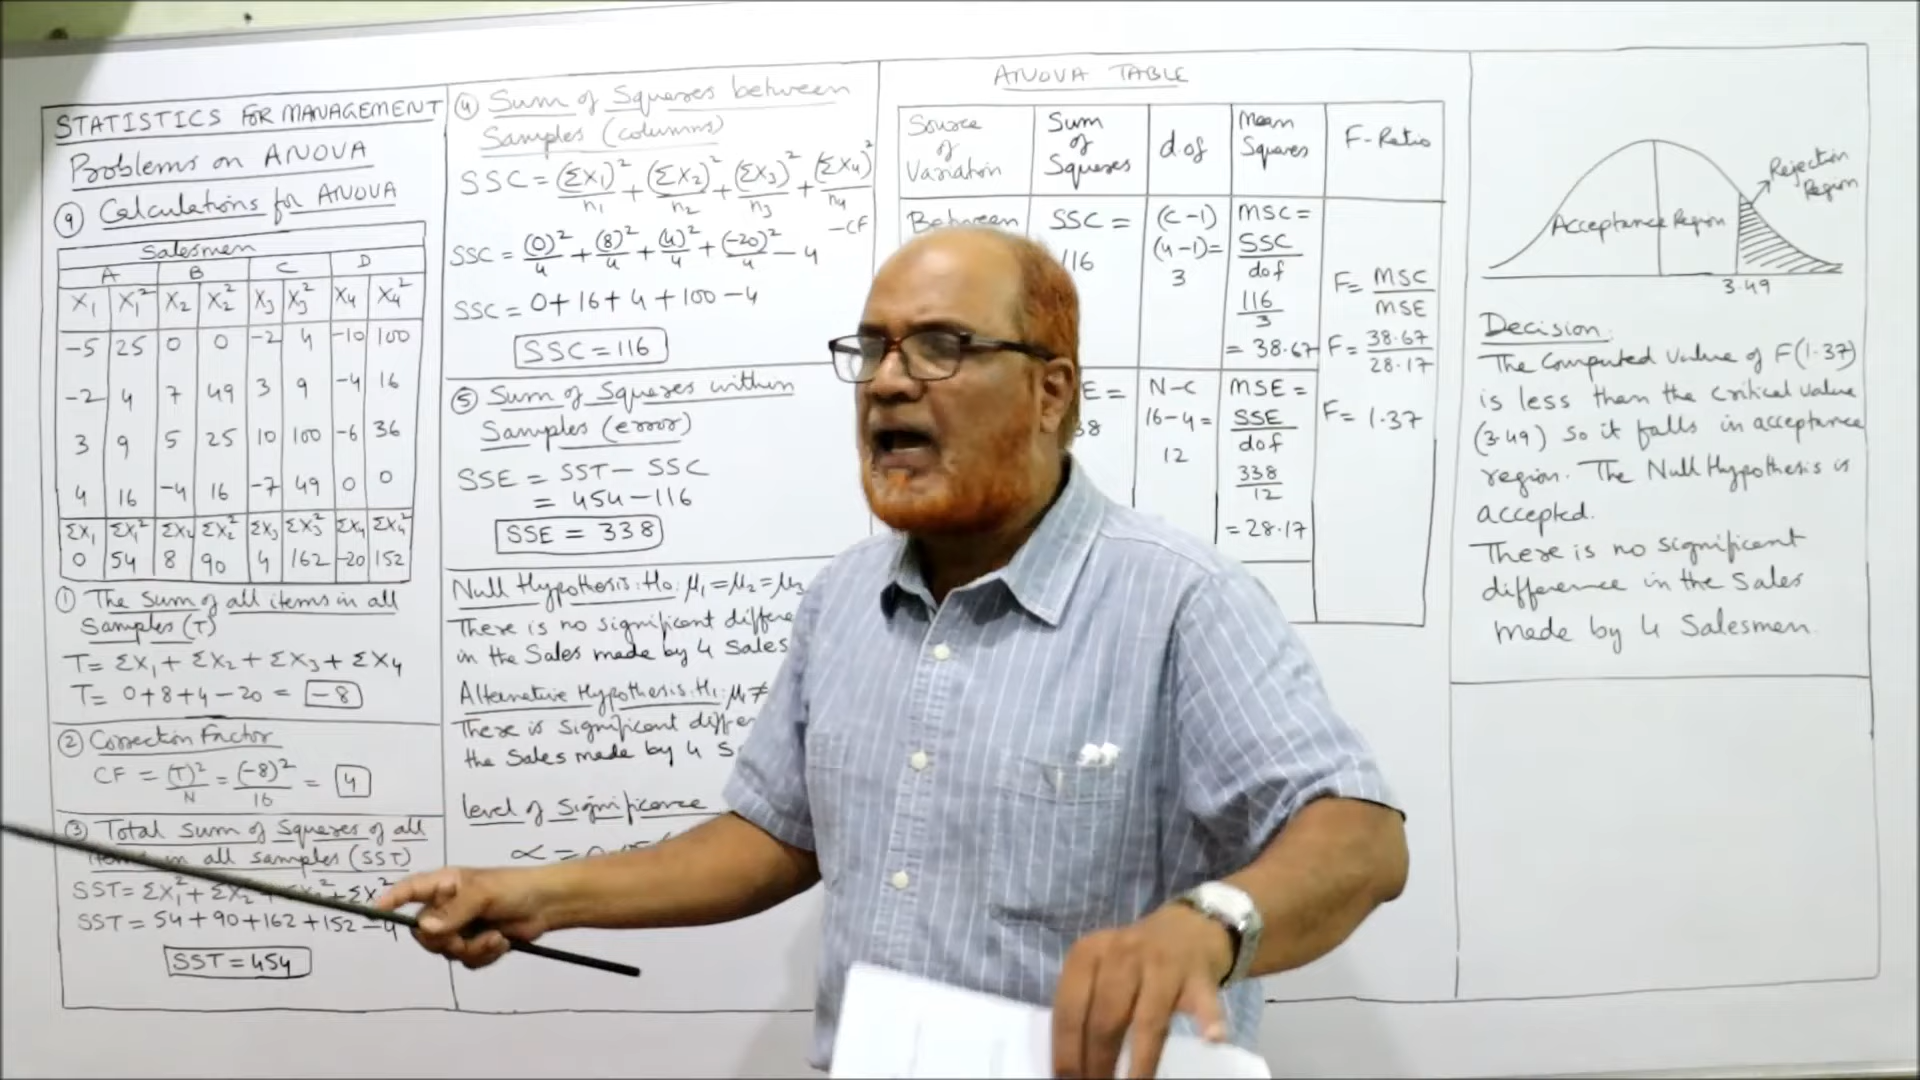 STATISTICS FOR MANAGEMENT
Problems on ANOVA
9 Calculations for ANOVA
Salesmen
A B C D
X₁ X₁² X₂ X₂² X₃ X₃² X₄ X₄²
-5 25 0 0 -2 4 -10 100
-2 4 7 49 3 9 -4 16
3 9 5 25 10 100 -6 36
4 16 -4 16 -7 49 0 0
ΣX₁ ΣX₁² ΣX₂ ΣX₂² ΣX₃ ΣX₃² ΣX₄ ΣX₄²
0 54 8 90 4 162 -20 152
① The Sum of all items in all
Samples (T)
T = ΣX₁ + ΣX₂ + ΣX₃ + ΣX₄
T = 0+8+4-20 = -8
② Correction Factor
CF = (T)²/N = (-8)²/16 = 4
③ Total Sum of Squares of all
items in all samples (SST)
SST = ΣX₁² + ΣX₂² + ΣX₃² + ΣX₄²
SST = 54+90+162+152-4
SST = 454
④ Sum of Squares between
Samples (columns)
SSC = (ΣX₁)²/n₁ + (ΣX₂)²/n₂ + (ΣX₃)²/n₃ + (ΣX₄)²/n₄ - CF
SSC = (0)²/4 + (8)²/4 + (4)²/4 + (-20)²/4 - 4
SSC = 0+16+4+100-4
SSC = 116
⑤ Sum of Squares within
Samples (error)
SSE = SST - SSC
= 454-116
SSE = 338
Null Hypothesis: H₀: μ₁ = μ₂ = μ₃
There is no significant
in the Sales made by 4
Alternative Hypothesis: H₁: μ₁ ≠
There is significant
the Sales made by 4
Level of Significance
α =
ANOVA TABLE
Source of Variation Sum of Squares d.of Mean Squares F-Ratio
Between SSC = 116 (C-1) (4-1)= 3 MSC = SSC/dof 116/3 = 38.67
E = 38 N-C 16-4= 12 MSE = SSE/dof 338/12 = 28.17
F = MSC/MSE
F = 38.67/28.17
F = 1.37
Rejection
Region
Acceptance Region
3.49
Decision:
The Computed Value of F(1.37)
is less than the critical value
(3.49) so it falls in acceptance
region. The Null Hypothesis is
accepted.
There is no significant
difference in the Sales
made by 4 Salesmen.